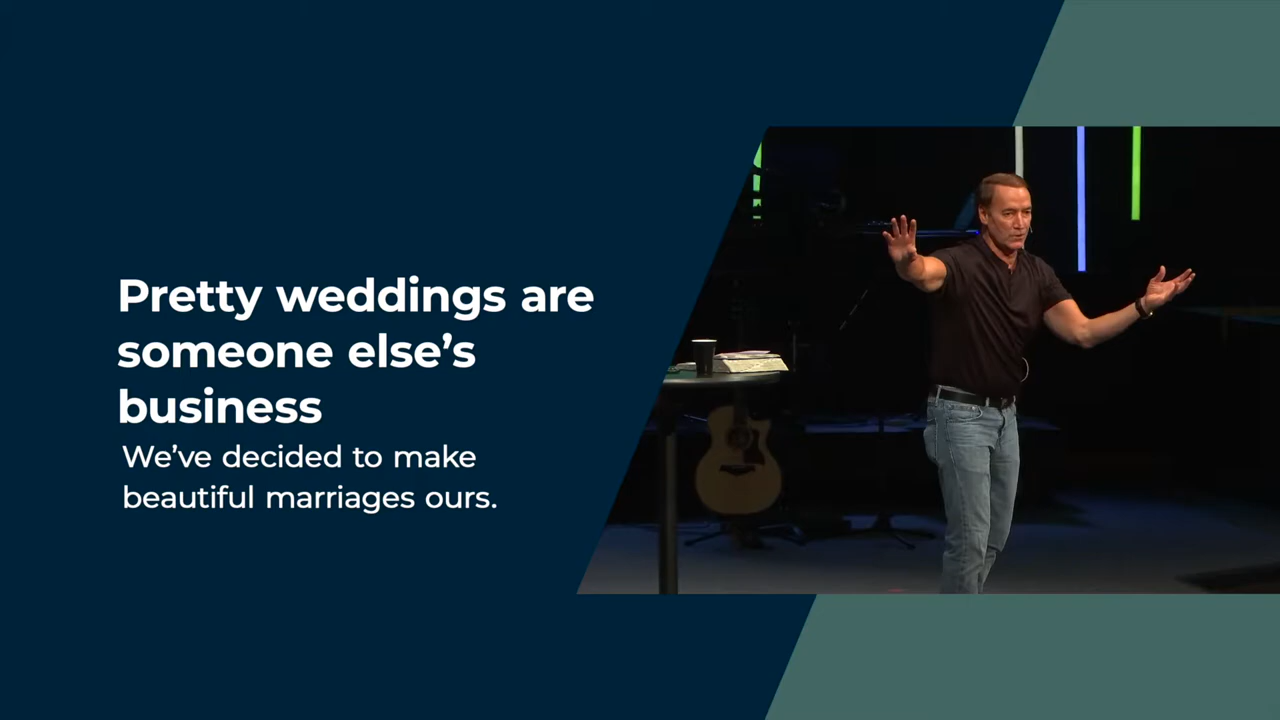 Pretty weddings are
someone else’s
business
We’ve decided to make
beautiful marriages ours.